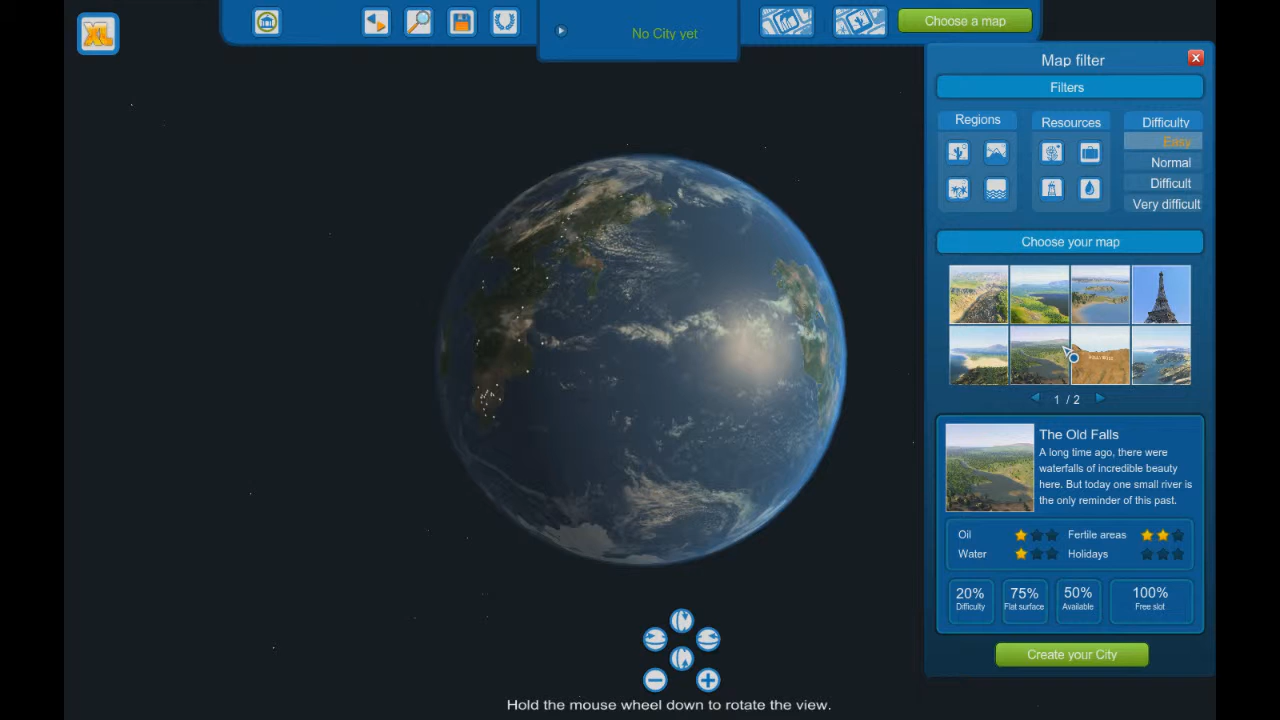 XL
No City yet
Choose a map
Map filter
Filters
Regions
Resources
Difficulty
Easy
Normal
Difficult
Very difficult
Choose your map
1 / 2
The Old Falls
A long time ago, there were
waterfalls of incredible beauty
here. But today one small river is
the only reminder of this past.
Oil
Fertile areas
Water
Holidays
20%
Difficulty
75%
Flat surface
50%
Available
100%
Free slot
Create your City
Hold the mouse wheel down to rotate the view.